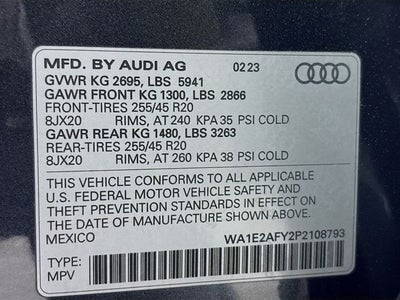 MFD. BY AUDI AG 02/23
GVWR KG 2695, LBS 5941
GAWR FRONT KG 1300, LBS 2866
FRONT-TIRES 255/45 R20
8JX20 RIMS, AT 240 KPA 35 PSI COLD
GAWR REAR KG 1480, LBS 3263
REAR-TIRES 255/45 R20
8JX20 RIMS, AT 260 KPA 38 PSI COLD
THIS VEHICLE CONFORMS TO ALL APPLICABLE
U.S. FEDERAL MOTOR VEHICLE SAFETY AND
THEFT PREVENTION STANDARDS IN EFFECT ON
THE DATE OF MANUFACTURE SHOWN ABOVE.
MEXICO WA1E2AFY2P2108793
TYPE:
MPV